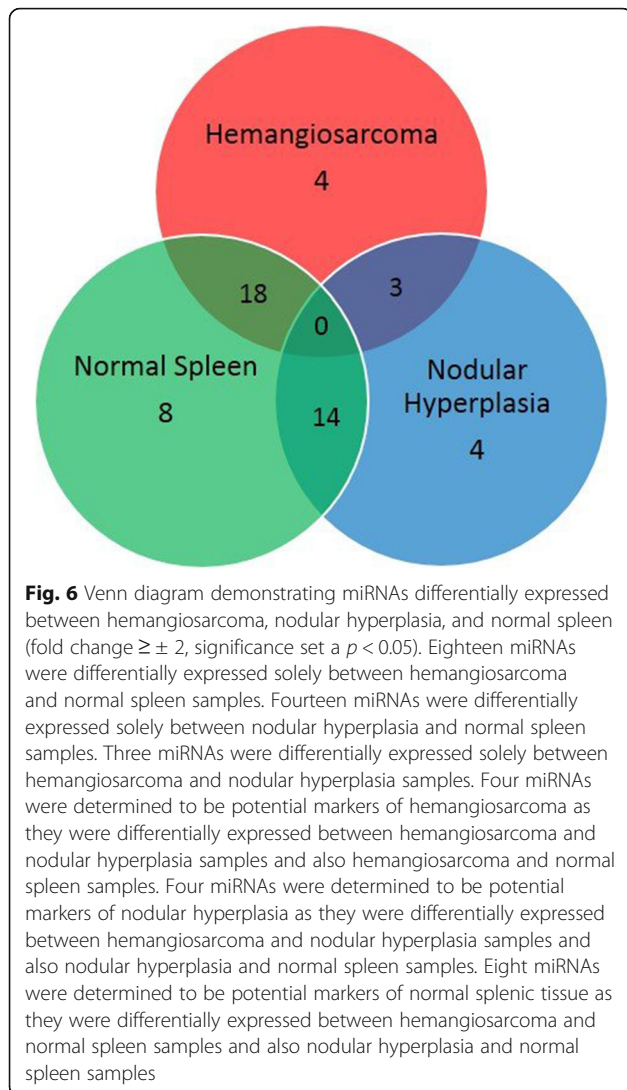 Hemangiosarcoma
4
18
3
0
Normal Spleen
8
14
Nodular
Hyperplasia
4
Fig. 6 Venn diagram demonstrating miRNAs differentially expressed
between hemangiosarcoma, nodular hyperplasia, and normal spleen
(fold change ≥ ± 2, significance set a p < 0.05). Eighteen miRNAs
were differentially expressed solely between hemangiosarcoma
and normal spleen samples. Fourteen miRNAs were differentially
expressed solely between nodular hyperplasia and normal spleen
samples. Three miRNAs were differentially expressed solely between
hemangiosarcoma and nodular hyperplasia samples. Four miRNAs
were determined to be potential markers of hemangiosarcoma as
they were differentially expressed between hemangiosarcoma and
nodular hyperplasia samples and also hemangiosarcoma and normal
spleen samples. Four miRNAs were determined to be potential
markers of nodular hyperplasia as they were differentially expressed
between hemangiosarcoma and nodular hyperplasia samples and
also nodular hyperplasia and normal spleen samples. Eight miRNAs
were determined to be potential markers of normal splenic tissue as
they were differentially expressed between hemangiosarcoma and
normal spleen samples and also nodular hyperplasia and normal
spleen samples